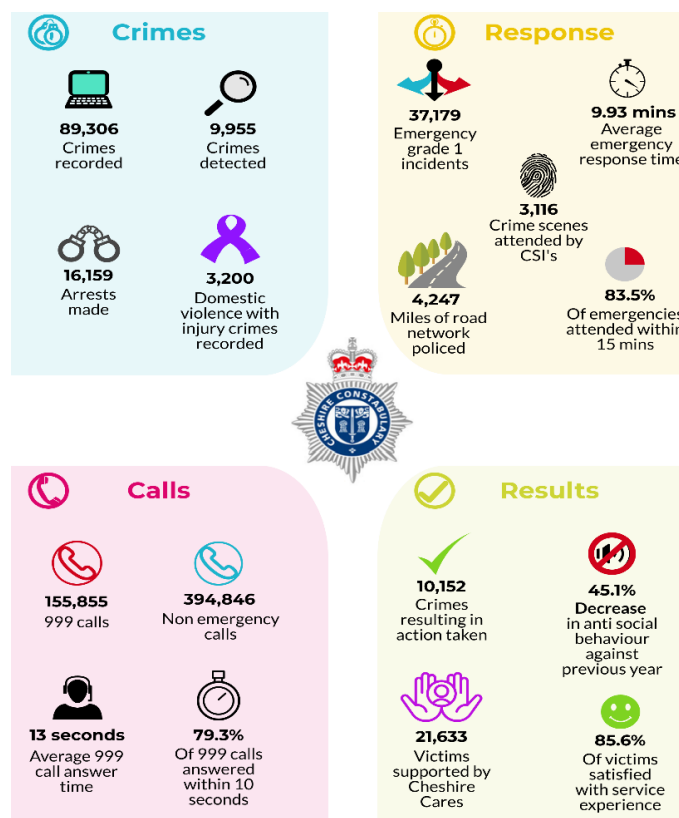 Crimes
89,306
Crimes
recorded
9,955
Crimes
detected
16,159
Arrests
made
3,200
Domestic
violence with
injury crimes
recorded
Response
37,179
Emergency
grade 1
incidents
9.93 mins
Average
emergency
response time
3,116
Crime scenes
attended by
CSI's
4,247
Miles of road
network
policed
83.5%
Of emergencies
attended within
15 mins
CHESHIRE CONSTABULARY
Calls
155,855
999 calls
394,846
Non emergency
calls
13 seconds
Average 999
call answer
time
79.3%
Of 999 calls
answered
within 10
seconds
Results
10,152
Crimes
resulting in
action taken
45.1%
Decrease
in anti social
behaviour
against
previous year
21,633
Victims
supported by
Cheshire
Cares
85.6%
Of victims
satisfied
with service
experience